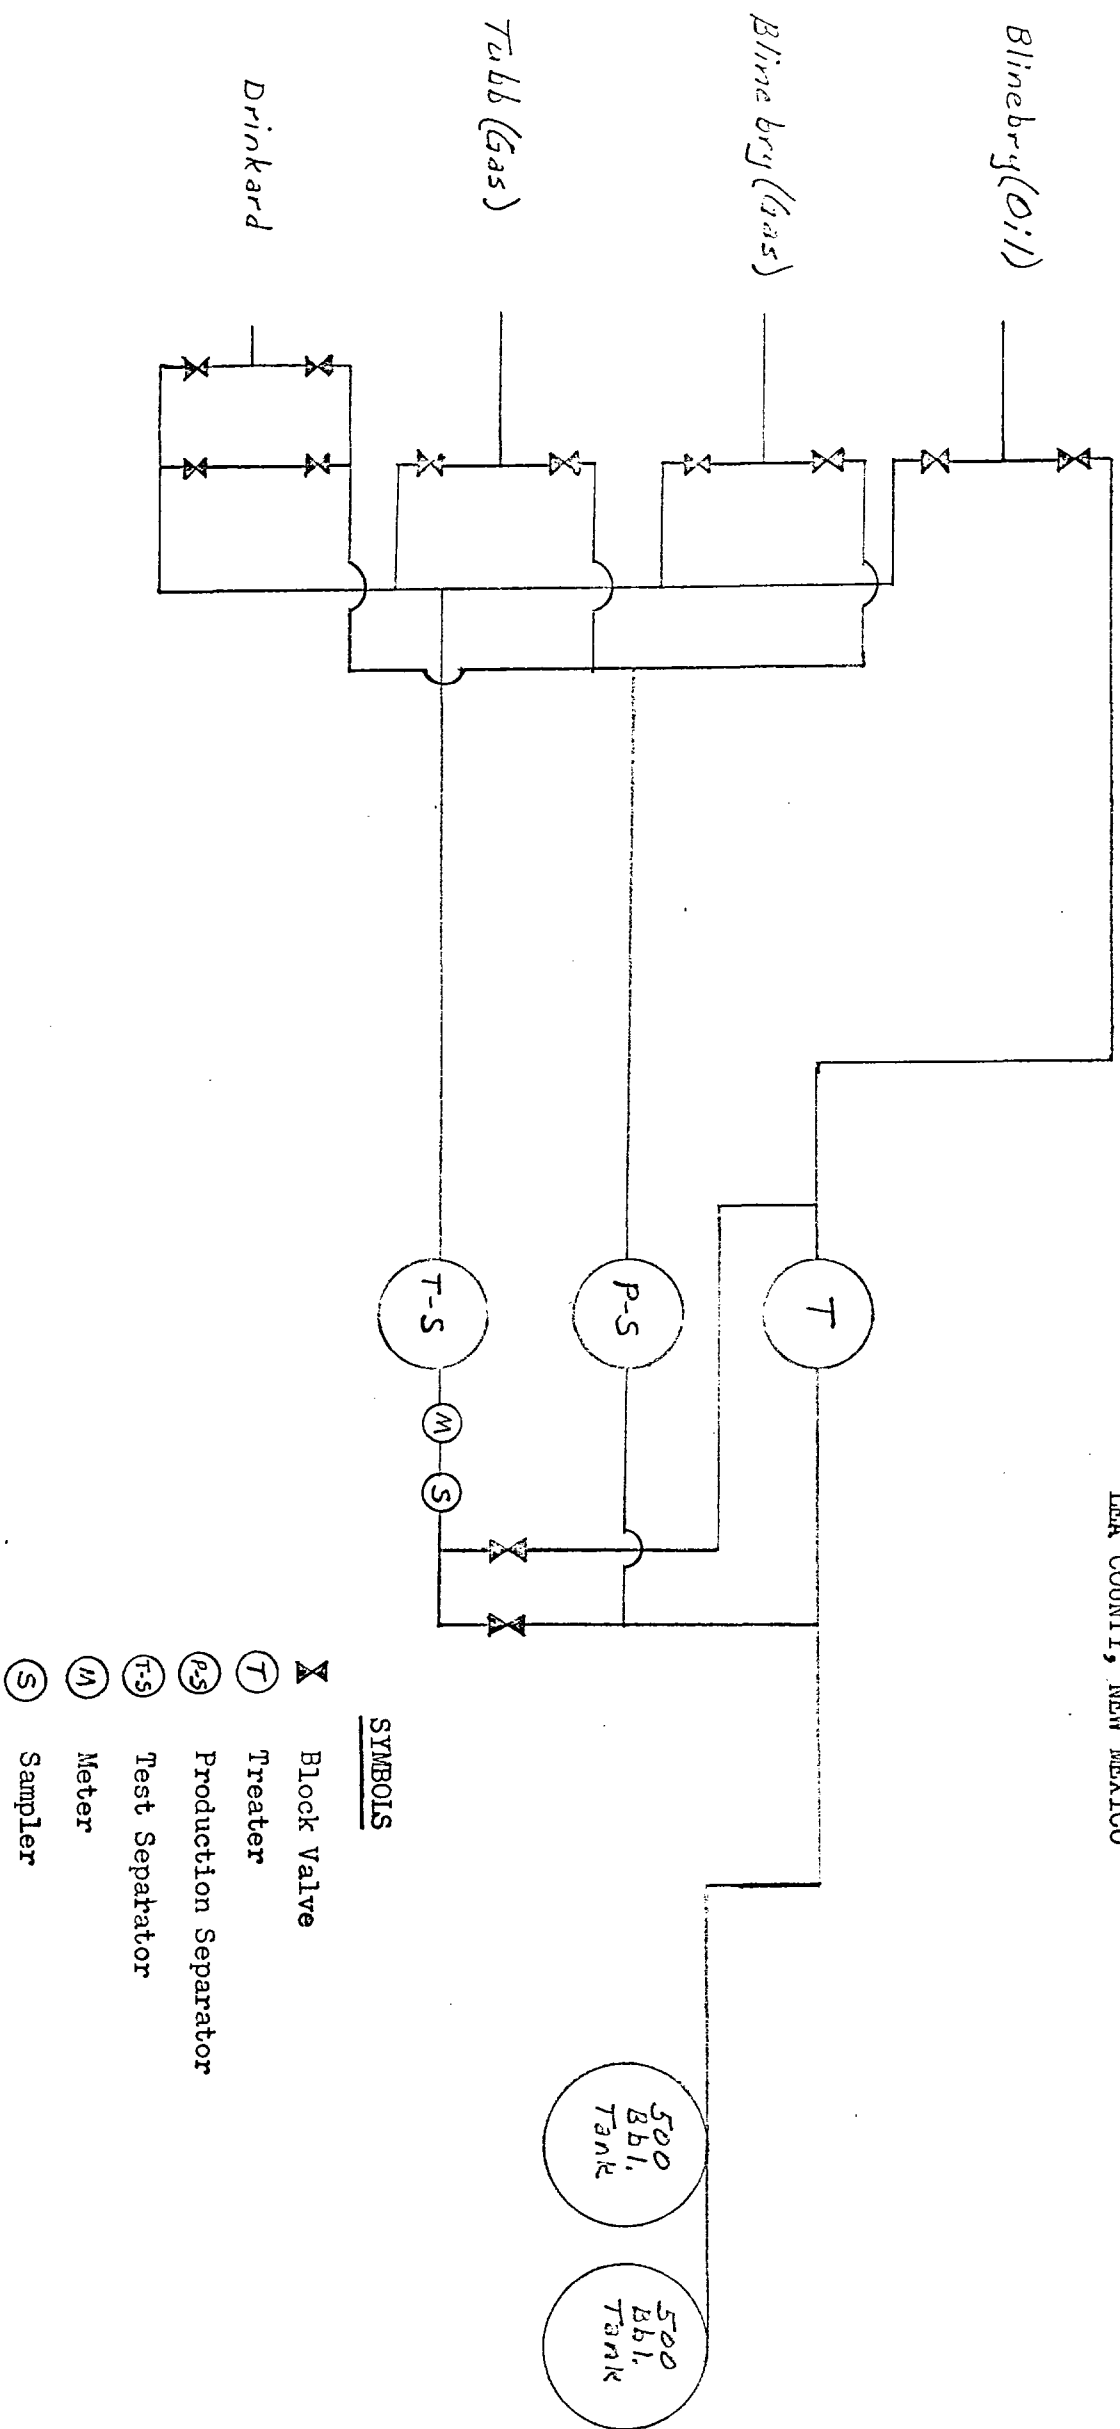 LEA COUNTY, NEW MEXICO
Blinebry (Oil)
Blinebry (Gas)
Tubb (Gas)
Drinkard
T
P-S
T-S
M
S
500
Bbl.
Tank
500
Bbl.
Tank
SYMBOLS
Block Valve
T Treater
P-S Production Separator
T-S Test Separator
M Meter
S Sampler